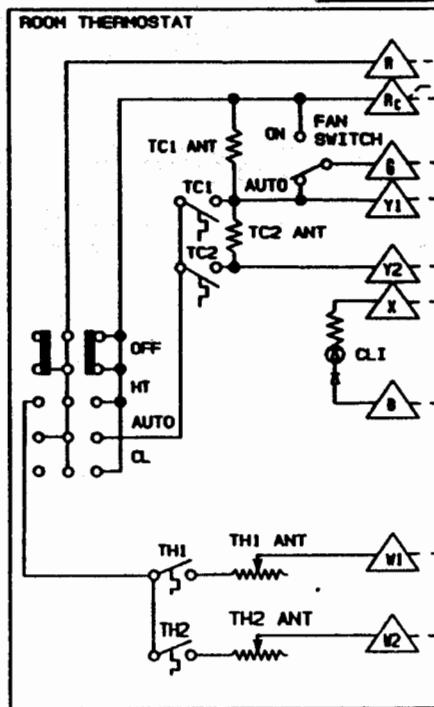 ROOM THERMOSTAT
R
RC
FAN
ON SWITCH
TC1 ANT
G
AUTO
TC1
Y1
TC2 ANT
TC2
Y2
X
CLI
OFF
HT
B
AUTO
CL
TH1 ANT
TH1
W1
TH2 ANT
TH2
W2